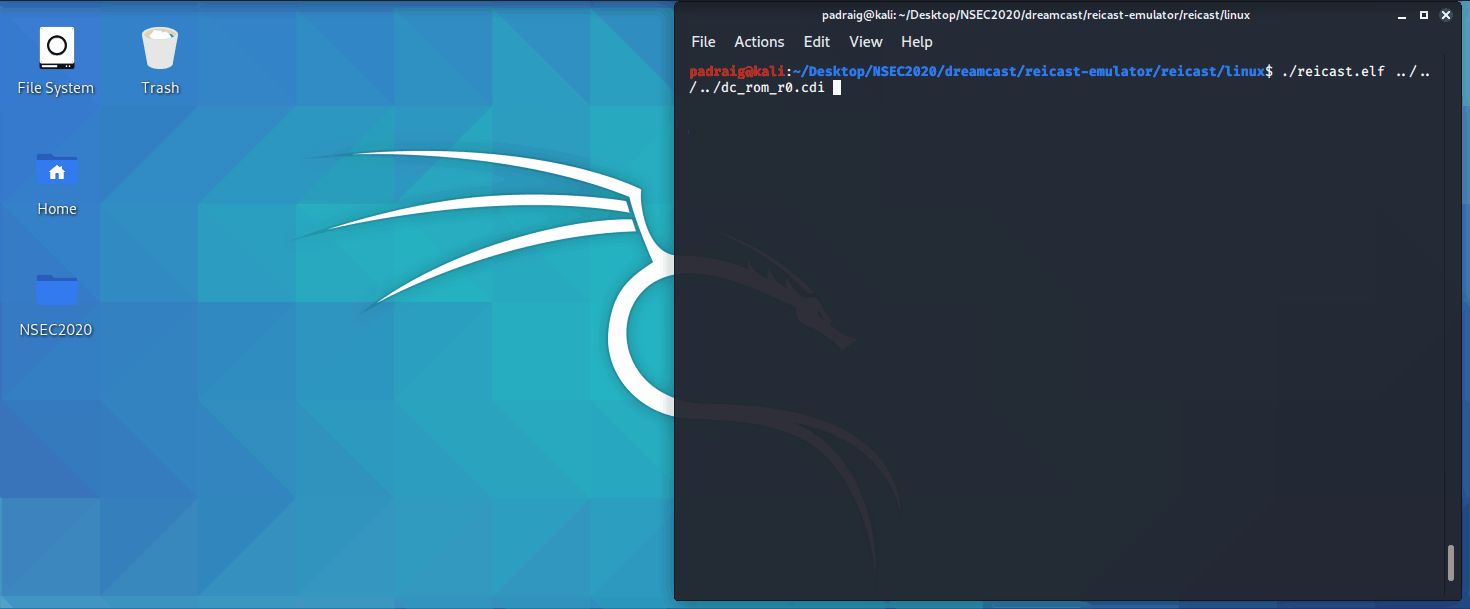 File System
Trash
Home
NSEC2020
padraig@kali: ~/Desktop/NSEC2020/dreamcast/reicast-emulator/reicast/linux
File Actions Edit View Help
padraig@kali:~/Desktop/NSEC2020/dreamcast/reicast-emulator/reicast/linux$ ./reicast.elf ../..
/../dc_rom_r0.cdi